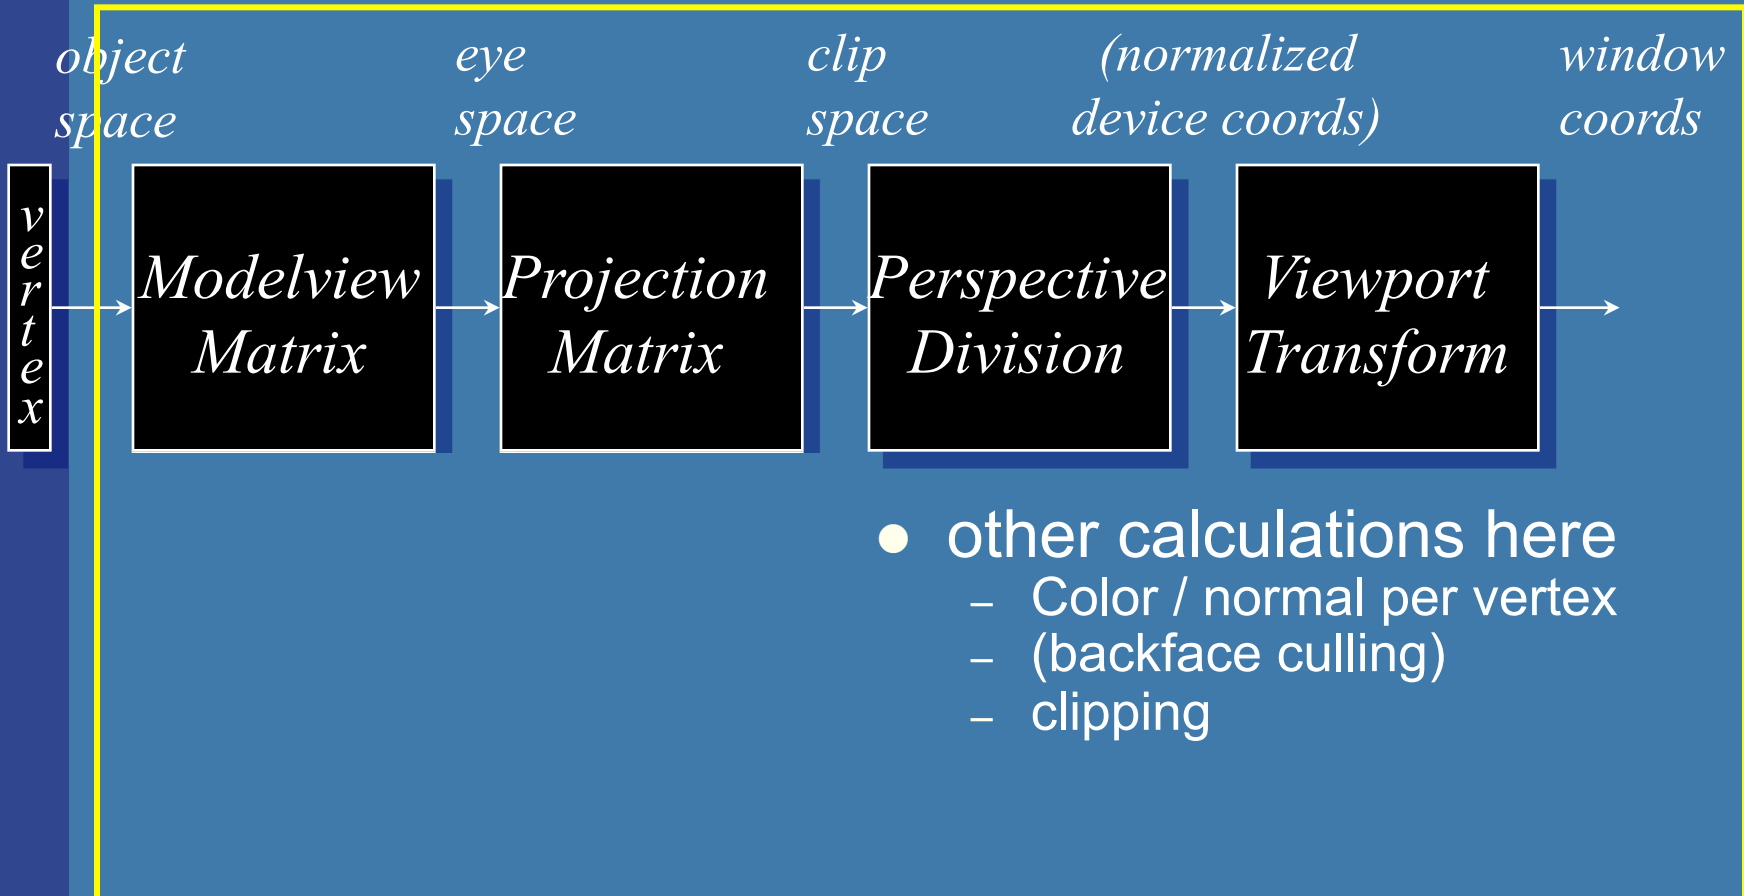 object
space
eye
space
clip
space
(normalized
device coords)
window
coords
vertex
Modelview
Matrix
Projection
Matrix
Perspective
Division
Viewport
Transform
● other calculations here
– Color / normal per vertex
– (backface culling)
– clipping